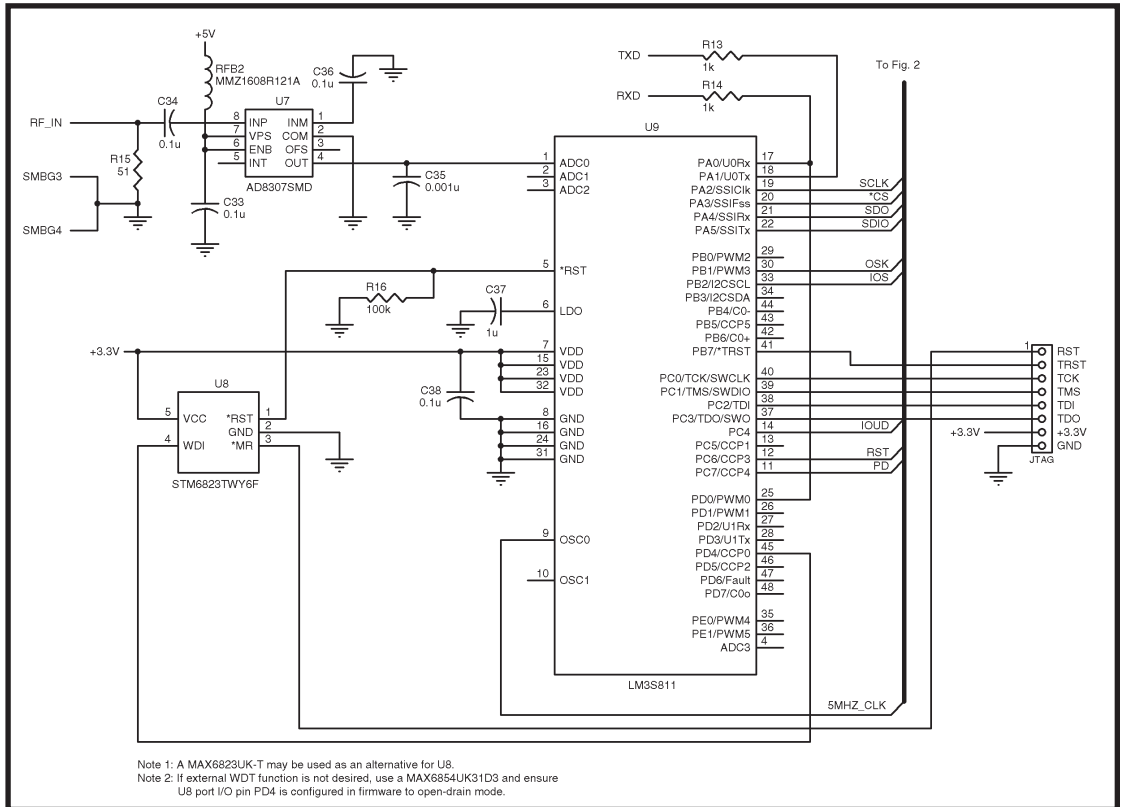 +5V
RFB2
MMZ1608R121A
C36
0.1u
C34
0.1u
U7
RF_IN
8 INP INM 1
7 VPS COM 2
6 ENB OFS 3
5 INT OUT 4
AD8307SMD
R15
51
SMBG3
SMBG4
C33
0.1u
C35
0.001u
TXD
R13
1k
RXD
R14
1k
To Fig. 2
U9
1 ADC0
2 ADC1
3 ADC2
5 *RST
6 LDO
7 VDD
15 VDD
23 VDD
32 VDD
8 GND
16 GND
24 GND
31 GND
9 OSC0
10 OSC1
PA0/U0Rx 17
PA1/U0Tx 18
PA2/SSIClk 19 SCLK
PA3/SSIFss 20 *CS
PA4/SSIRx 21 SDO
PA5/SSITx 22 SDIO
PB0/PWM2 29
PB1/PWM3 30 OSK
PB2/I2CSCL 33 IOS
PB3/I2CSDA 34
PB4/C0- 44
PB5/CCP5 43
PB6/C0+ 42
PB7/*TRST 41
PC0/TCK/SWCLK 40
PC1/TMS/SWDIO 39
PC2/TDI 38
PC3/TDO/SWO 37
PC4 14 IOUD
PC5/CCP1 13
PC6/CCP3 12 RST
PC7/CCP4 11 PD
PD0/PWM0 25
PD1/PWM1 26
PD2/U1Rx 27
PD3/U1Tx 28
PD4/CCP0 45
PD5/CCP2 46
PD6/Fault 47
PD7/C0o 48
PE0/PWM4 35
PE1/PWM5 36
ADC3 4
LM3S811
5MHZ_CLK
R16
100k
C37
1u
+3.3V
C38
0.1u
U8
5 VCC *RST 1
GND 2
4 WDI *MR 3
STM6823TWY6F
1 RST
TRST
TCK
TMS
TDI
TDO
+3.3V +3.3V
GND
JTAG
Note 1: A MAX6823UK-T may be used as an alternative for U8.
Note 2: If external WDT function is not desired, use a MAX6854UK31D3 and ensure
U8 port I/O pin PD4 is configured in firmware to open-drain mode.